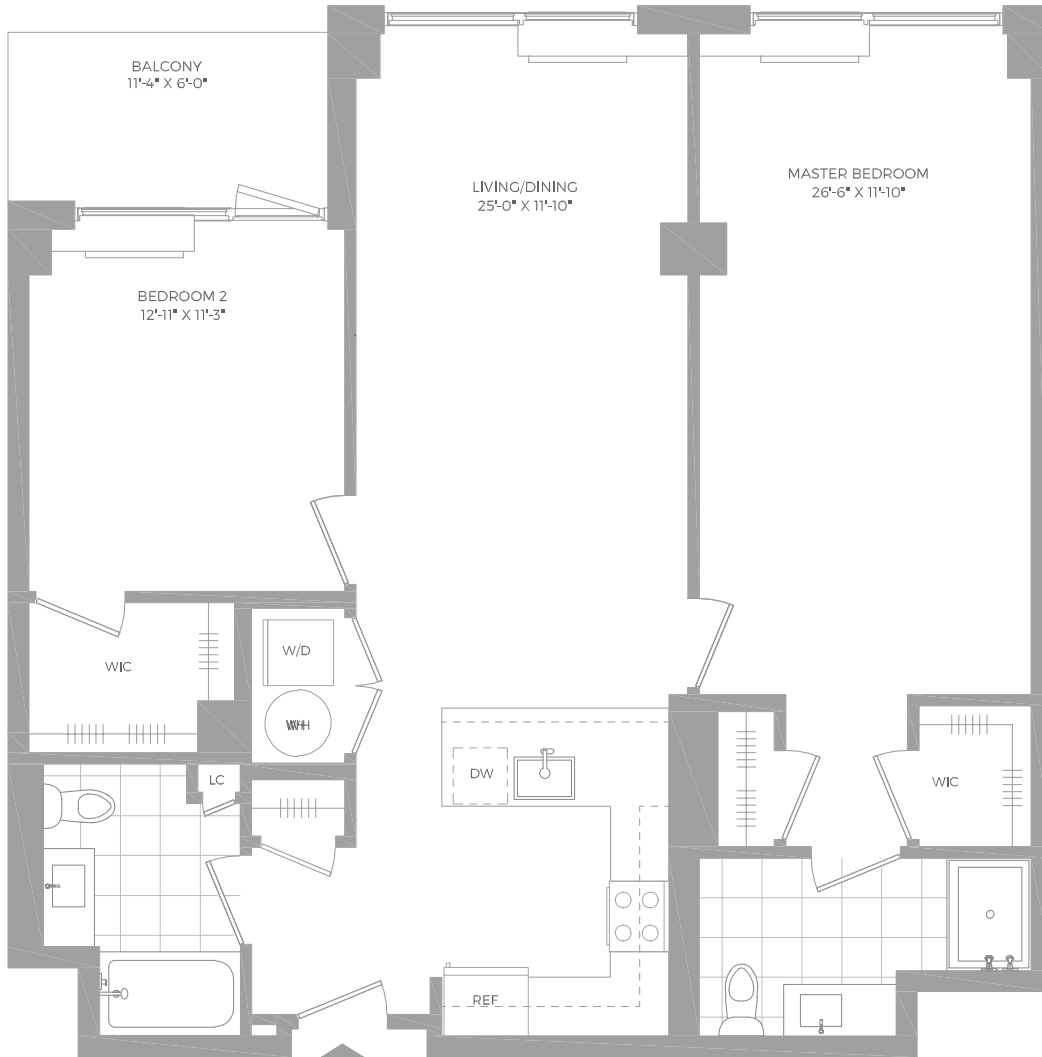 BALCONY
11'-4" X 6'-0"
LIVING/DINING
25'-0" X 11'-10"
MASTER BEDROOM
26'-6" X 11'-10"
BEDROOM 2
12'-11" X 11'-3"
W/D
WIC
WH
DW
LC
WIC
REF